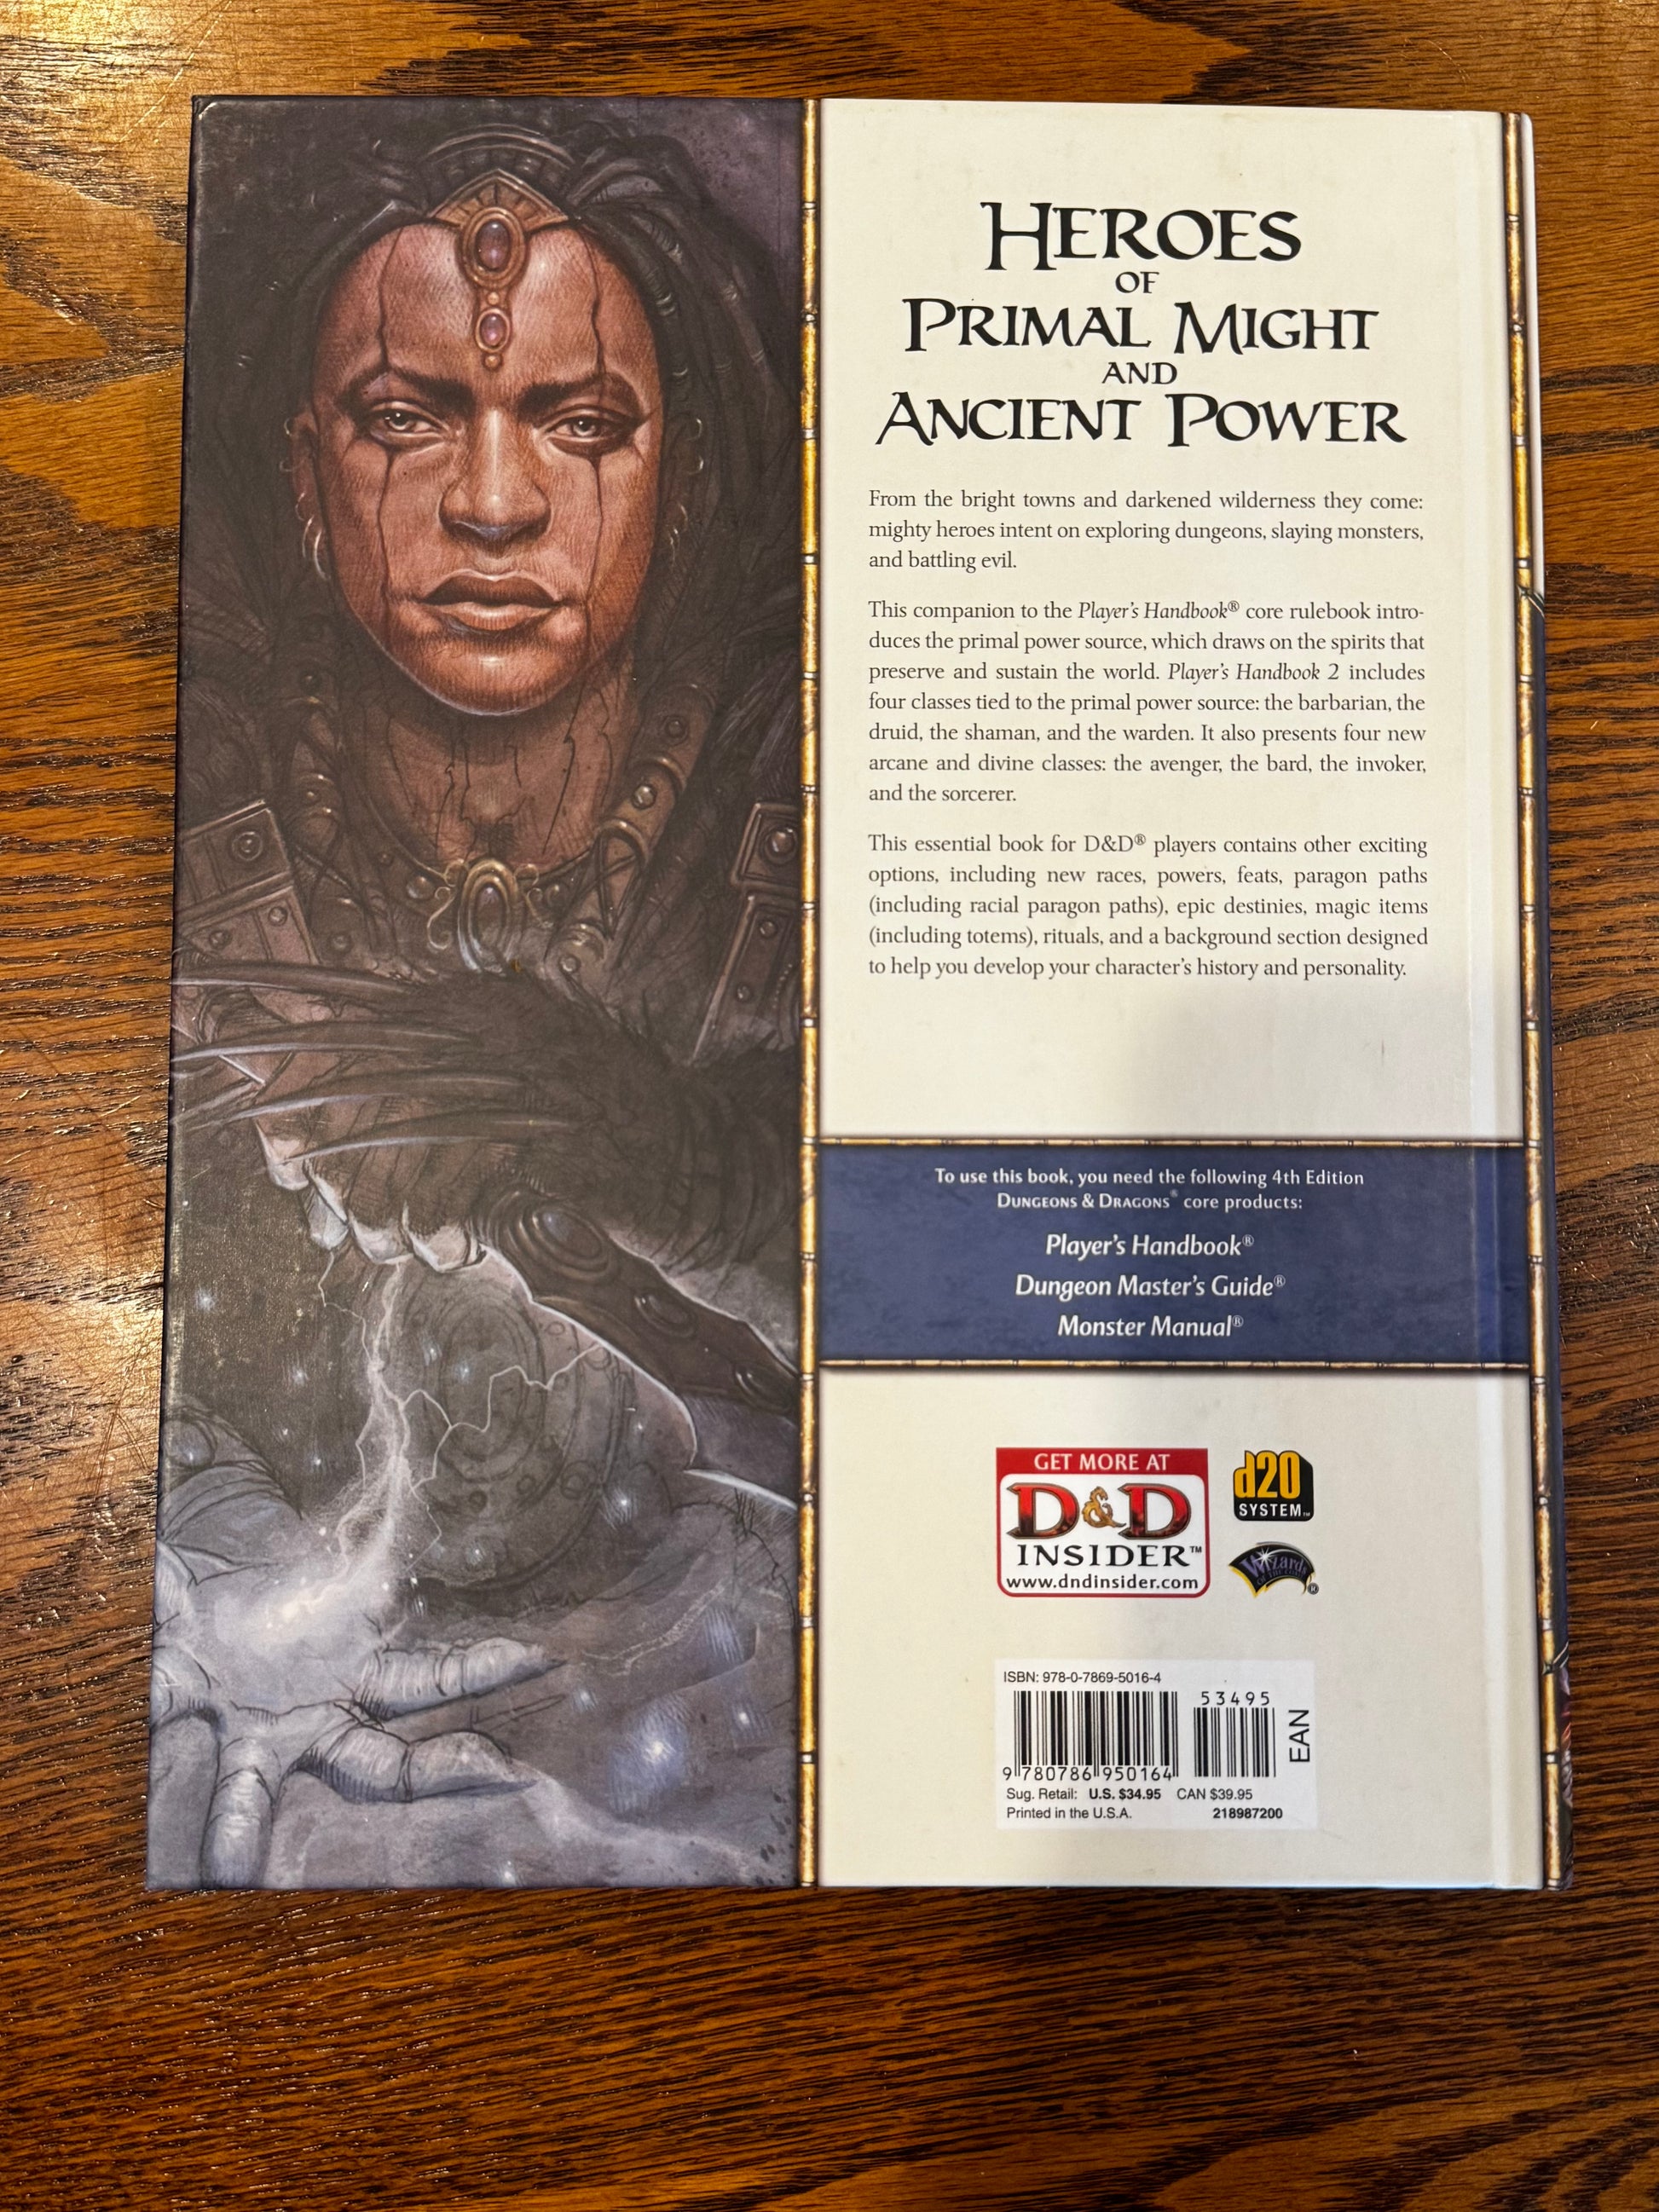 HEROES
OF
PRIMAL MIGHT
AND
ANCIENT POWER
From the bright towns and darkened wilderness they come:
mighty heroes intent on exploring dungeons, slaying monsters,
and battling evil.
This companion to the Player's Handbook® core rulebook intro-
duces the primal power source, which draws on the spirits that
preserve and sustain the world. Player's Handbook 2 includes
four classes tied to the primal power source: the barbarian, the
druid, the shaman, and the warden. It also presents four new
arcane and divine classes: the avenger, the bard, the invoker,
and the sorcerer.
This essential book for D&D® players contains other exciting
options, including new races, powers, feats, paragon paths
(including racial paragon paths), epic destinies, magic items
(including totems), rituals, and a background section designed
to help you develop your character's history and personality.
To use this book, you need the following 4th Edition
DUNGEONS & DRAGONS® core products:
Player's Handbook®
Dungeon Master's Guide®
Monster Manual®
GET MORE AT
D&D
INSIDER™
www.dndinsider.com
d20
SYSTEM™
Wizards
OF THE COAST
®
ISBN: 978-0-7869-5016-4
53495
EAN
9 780786 950164
Sug. Retail: U.S. $34.95 CAN $39.95
Printed in the U.S.A. 218987200